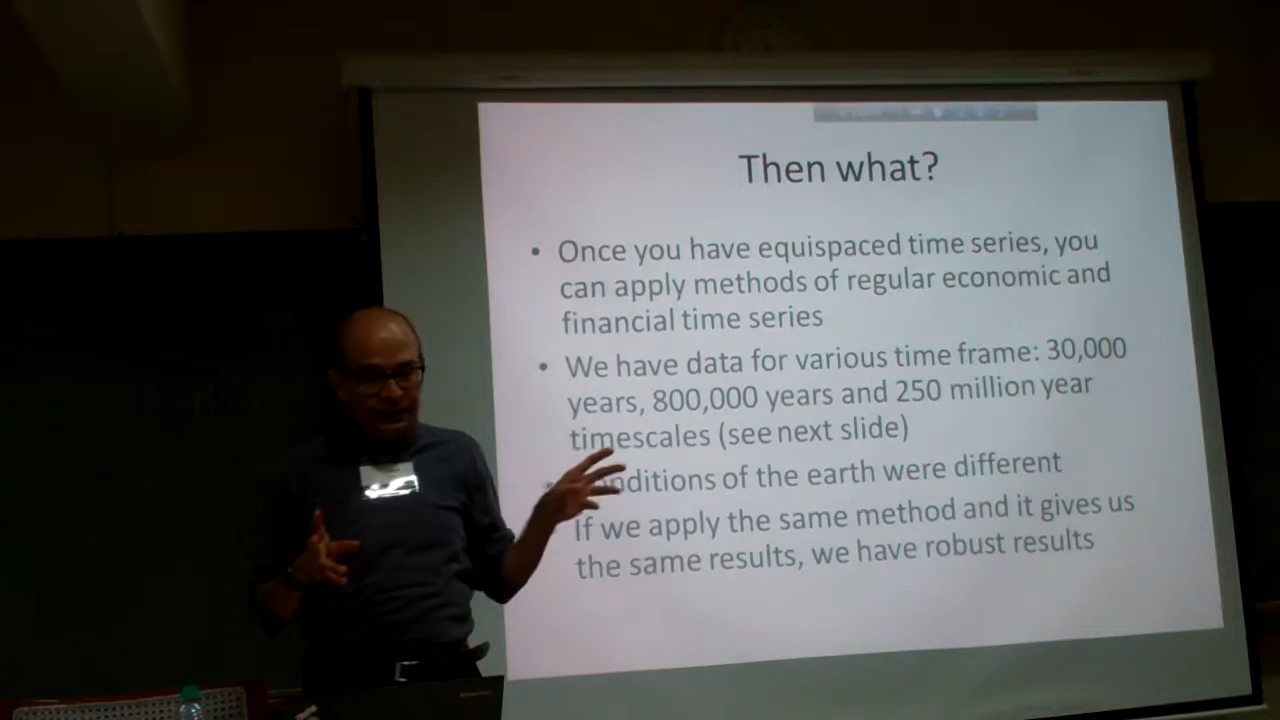 Then what?
• Once you have equispaced time series, you
can apply methods of regular economic and
financial time series
• We have data for various time frame: 30,000
years, 800,000 years and 250 million year
timescales (see next slide)
of the earth were different
If we apply the same method and it gives us
the same results, we have robust results